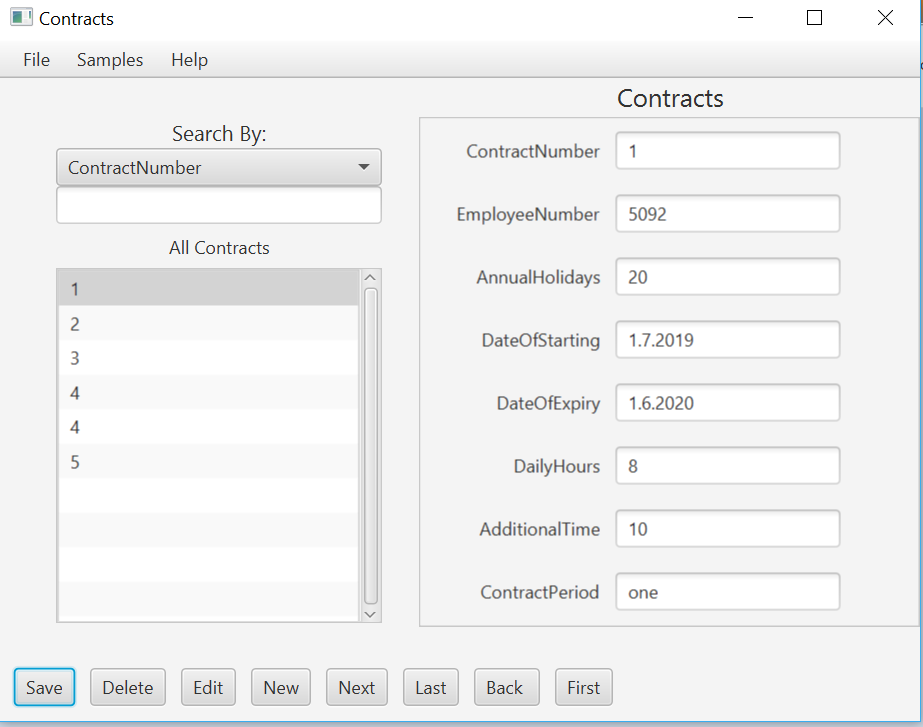 Contracts
File Samples Help
Contracts
Search By:
ContractNumber
All Contracts
1
2
3
4
4
5
ContractNumber 1
EmployeeNumber 5092
AnnualHolidays 20
DateOfStarting 1.7.2019
DateOfExpiry 1.6.2020
DailyHours 8
AdditionalTime 10
ContractPeriod one
Save Delete Edit New Next Last Back First